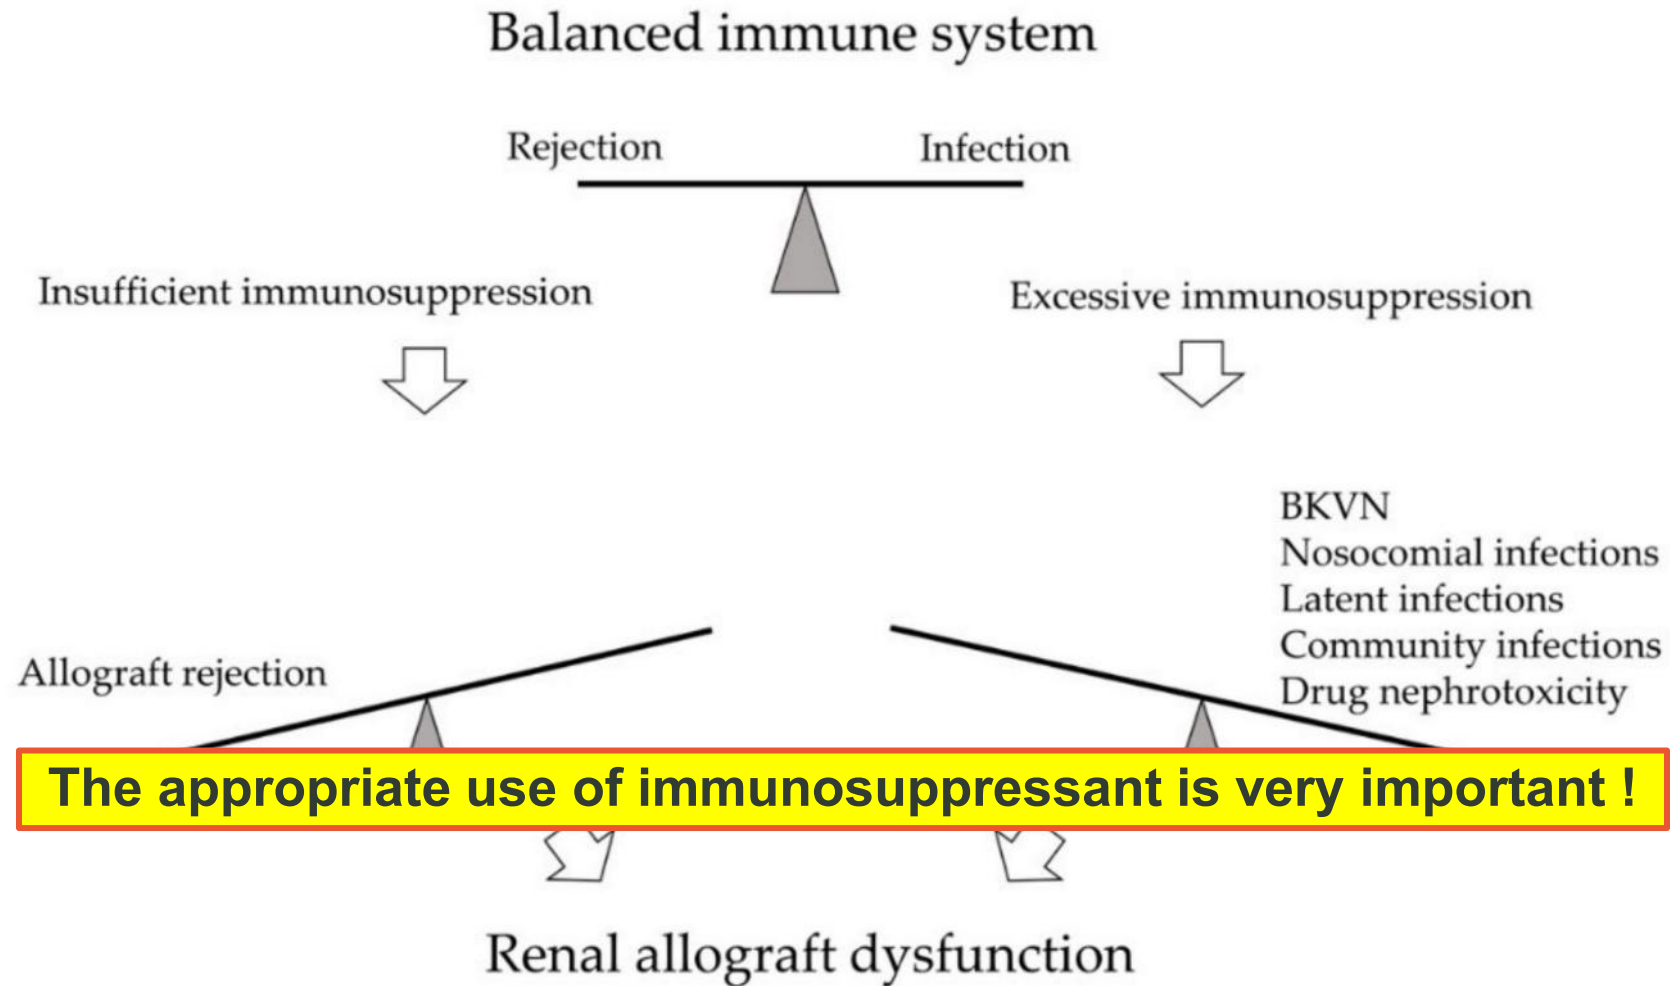 Balanced immune system
Rejection
Infection
Insufficient immunosuppression
Excessive immunosuppression
BKVN
Nosocomial infections
Latent infections
Community infections
Drug nephrotoxicity
Allograft rejection
The appropriate use of immunosuppressant is very important !
Renal allograft dysfunction